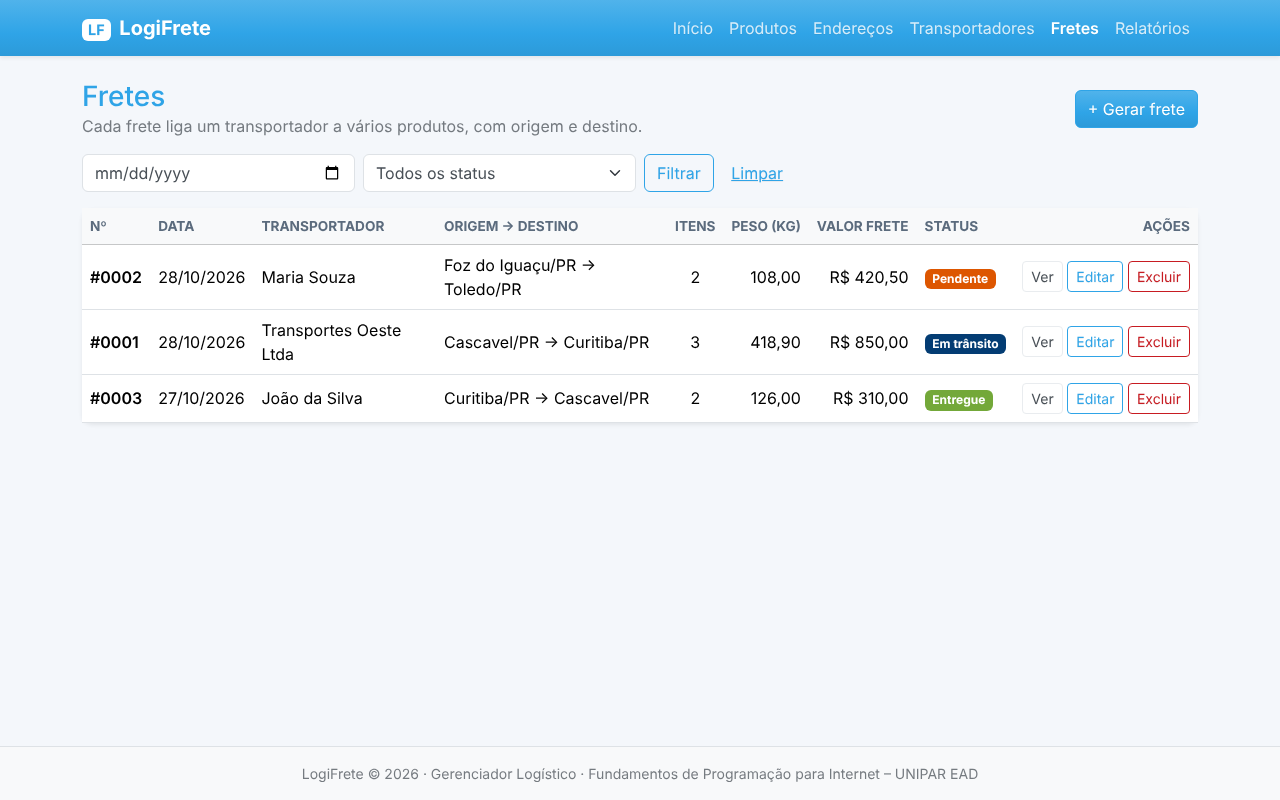 LF LogiFrete Início Produtos Endereços Transportadores Fretes Relatórios
Fretes
Cada frete liga um transportador a vários produtos, com origem e destino.
+ Gerar frete
mm/dd/yyyy Todos os status Filtrar Limpar
Nº DATA TRANSPORTADOR ORIGEM → DESTINO ITENS PESO (KG) VALOR FRETE STATUS AÇÕES
#0002 28/10/2026 Maria Souza Foz do Iguaçu/PR → 2 108,00 R$ 420,50 Pendente Ver Editar Excluir
Toledo/PR
#0001 28/10/2026 Transportes Oeste Cascavel/PR → Curitiba/PR 3 418,90 R$ 850,00 Em trânsito Ver Editar Excluir
Ltda
#0003 27/10/2026 João da Silva Curitiba/PR → Cascavel/PR 2 126,00 R$ 310,00 Entregue Ver Editar Excluir
LogiFrete © 2026 · Gerenciador Logístico · Fundamentos de Programação para Internet – UNIPAR EAD